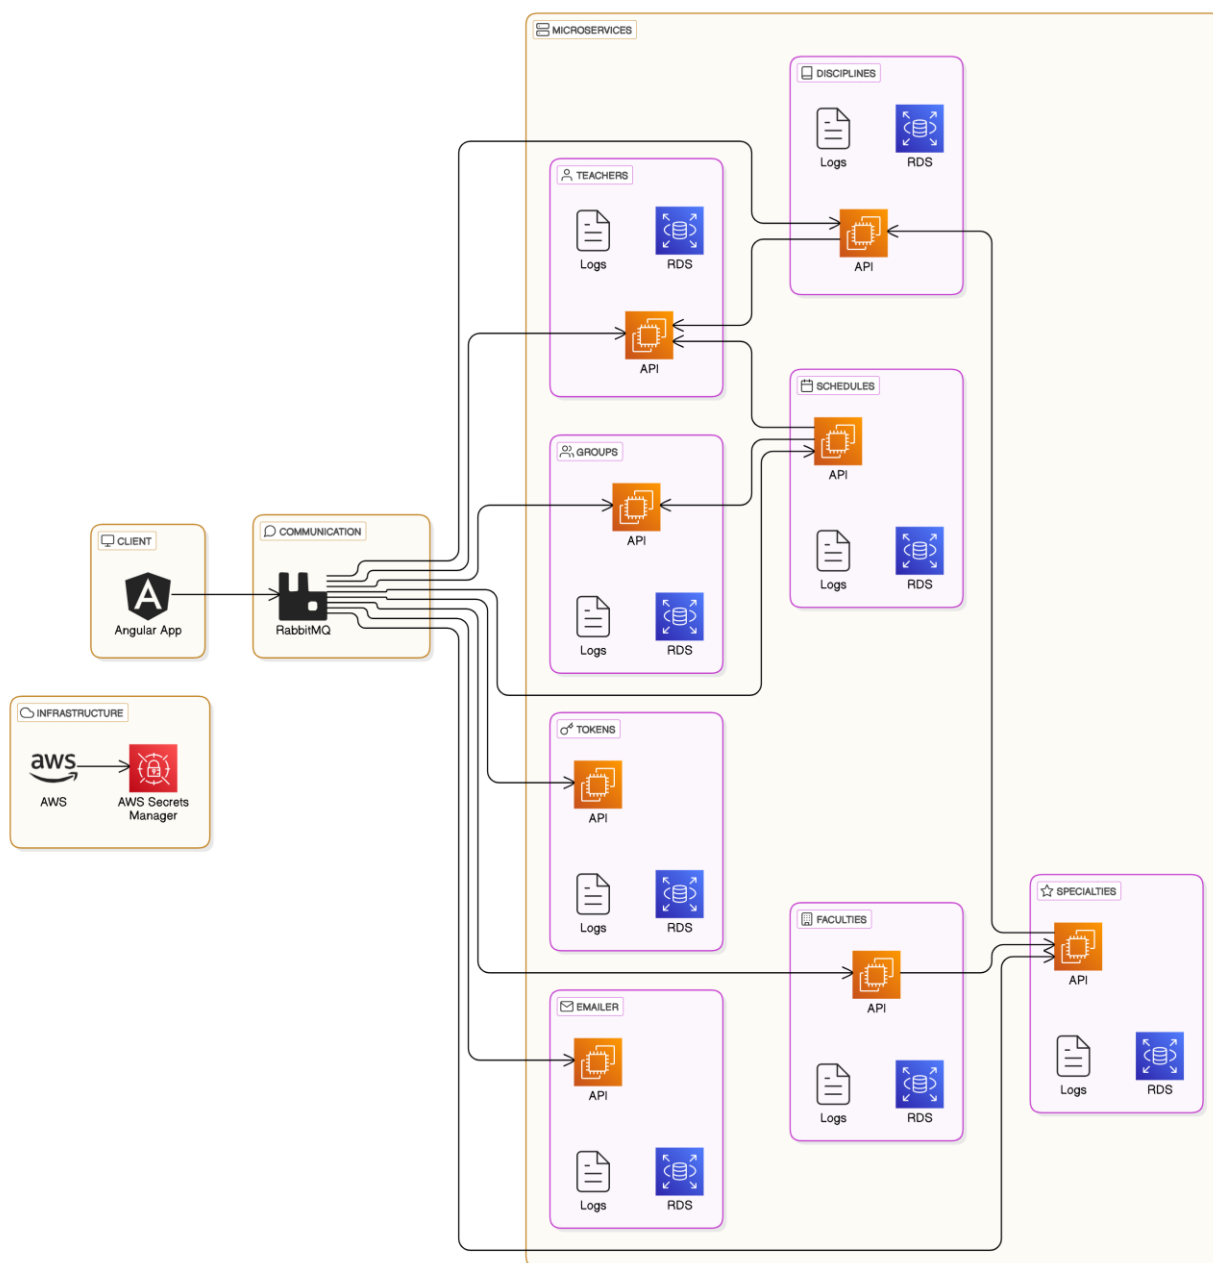 MICROSERVICES
DISCIPLINES
Logs
RDS
API
TEACHERS
Logs
RDS
API
SCHEDULES
API
Logs
RDS
GROUPS
API
Logs
RDS
CLIENT
Angular App
COMMUNICATION
RabbitMQ
INFRASTRUCTURE
aws
AWS
AWS Secrets
Manager
TOKENS
API
Logs
RDS
FACULTIES
API
Logs
RDS
SPECIALTIES
API
Logs
RDS
EMAILER
API
Logs
RDS